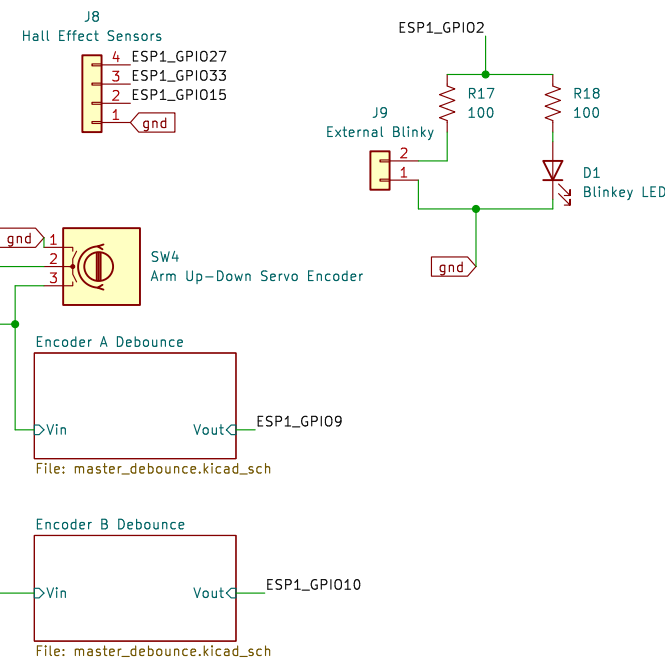 J8
Hall Effect Sensors
4 ESP1_GPIO27
3 ESP1_GPIO33
2 ESP1_GPIO15
1 gnd
ESP1_GPIO2
R17
100
R18
100
J9
External Blinky
2
1
D1
Blinkey LED
gnd
gnd 1
2
3
SW4
Arm Up-Down Servo Encoder
Encoder A Debounce
Vin Vout ESP1_GPIO9
File: master_debounce.kicad_sch
Encoder B Debounce
Vin Vout ESP1_GPIO10
File: master_debounce.kicad_sch